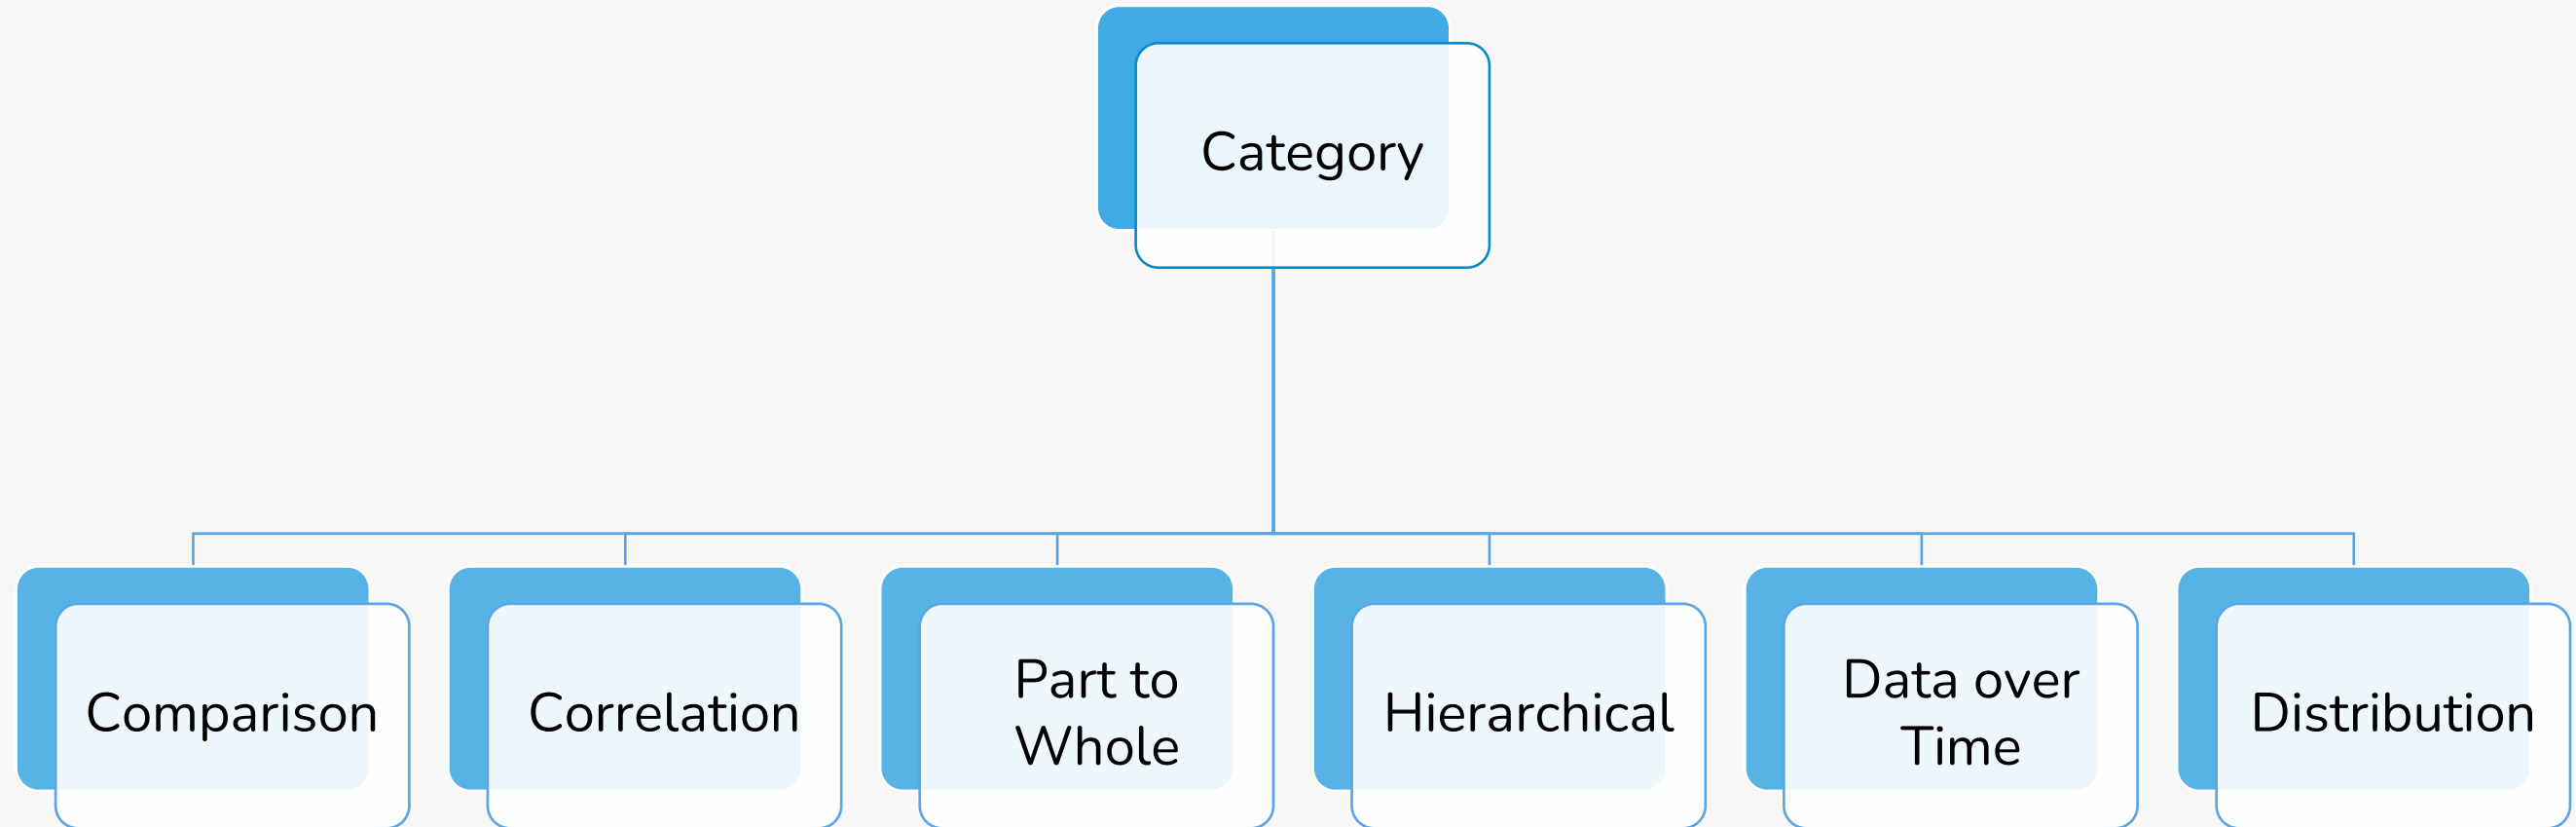 Category
Comparison
Correlation
Part to
Whole
Hierarchical
Data over
Time
Distribution